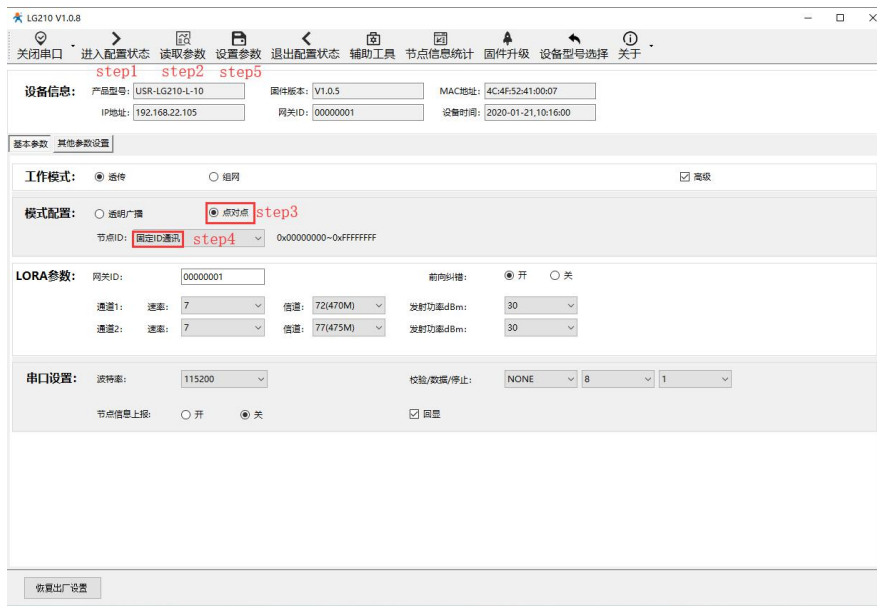 LG210 V1.0.8
关闭串口 进入配置状态 读取参数 设置参数 退出配置状态 辅助工具 节点信息统计 固件升级 设备型号选择 关于
step1 step2 step5
设备信息: 产品型号: USR-LG210-L-10 固件版本: V1.0.5 MAC地址: 4C:4F:52:41:00:07
IP地址: 192.168.22.105 网关ID: 00000001 设备时间: 2020-01-21,10:16:00
基本参数 其他参数设置
工作模式: 透传 组网 高级
模式配置: 透明广播 点对点 step3
节点ID: 固定ID通讯 step4 0x00000000~0xFFFFFFFF
LORA参数: 网关ID: 00000001 前向纠错: 开 关
通道1: 速率: 7 信道: 72(470M) 发射功率dBm: 30
通道2: 速率: 7 信道: 77(475M) 发射功率dBm: 30
串口设置: 波特率: 115200 校验/数据/停止: NONE 8 1
节点信息上报: 开 关 回显
恢复出厂设置